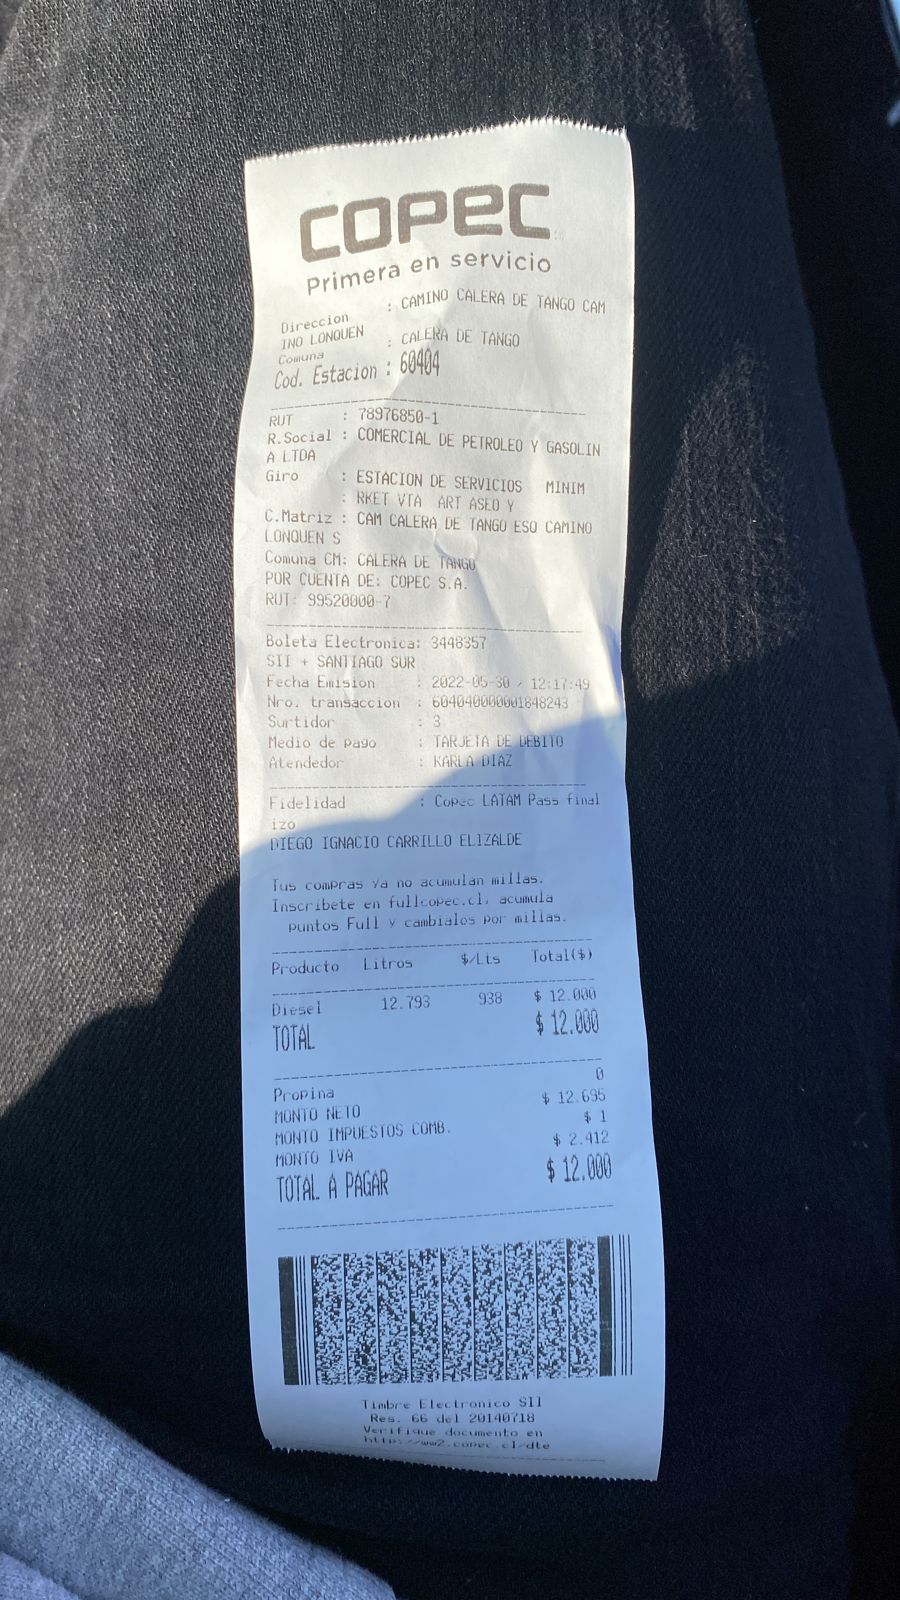 copec
Primera en servicio
Direccion : CAMINO CALERA DE TANGO CAM
INO LONQUEN
Comuna : CALERA DE TANGO
Cod. Estacion : 60404
RUT : 78976850-1
R.Social : COMERCIAL DE PETROLEO Y GASOLIN
A LTDA
Giro : ESTACION DE SERVICIOS MINIM
: RKET VTA ART ASEO Y
C.Matriz : CAM CALERA DE TANGO ESQ CAMINO
LONQUEN S
Comuna CM: CALERA DE TANGO
POR CUENTA DE: COPEC S.A.
RUT: 99520000-7
Boleta Electronica: 3448357
SII + SANTIAGO SUR
Fecha Emision : 2022-05-30 / 12:17:49
Nro. transaccion : 604040000001848243
Surtidor : 3
Medio de pago : TARJETA DE DEBITO
Atendedor : KARLA DIAZ
Fidelidad : Copec LATAM Pass final
izo
DIEGO IGNACIO CARRILLO ELIZALDE
Tus compras ya no acumulan millas.
Inscribete en fullcopec.cl, acumula
puntos Full y cambialos por millas.
Producto Litros $/Lts Total($)
Diesel 12.793 938 $ 12.000
TOTAL $ 12.000
Propina 0
MONTO NETO $ 12.695
MONTO IMPUESTOS COMB. $ 1
MONTO IVA $ 2.412
TOTAL A PAGAR $ 12.000
Timbre Electronico SII
Res. 66 del 20140718
Verifique documento en
http://ww2.copec.cl/dte